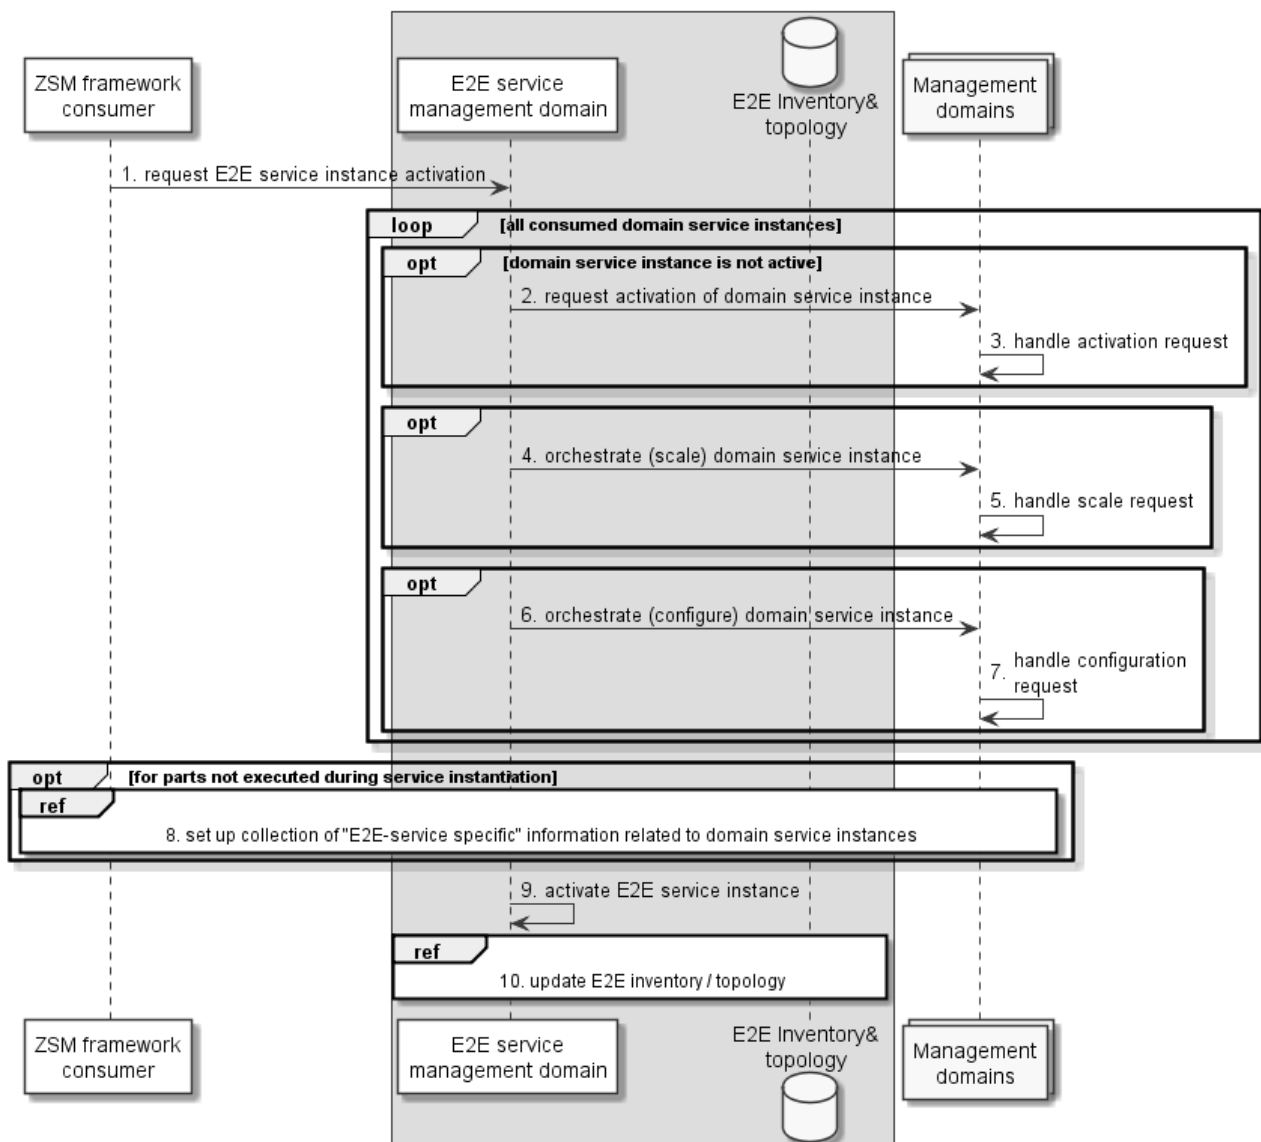 ZSM framework
consumer
E2E service
management domain
E2E Inventory&
topology
Management
domains
1. request E2E service instance activation
loop [all consumed domain service instances]
opt [domain service instance is not active]
2. request activation of domain service instance
3. handle activation request
opt
4. orchestrate (scale) domain service instance
5. handle scale request
opt
6. orchestrate (configure) domain service instance
7. handle configuration
request
opt [for parts not executed during service instantiation]
ref
8. set up collection of "E2E-service specific" information related to domain service instances
9. activate E2E service instance
ref
10. update E2E inventory / topology
ZSM framework
consumer
E2E service
management domain
E2E Inventory&
topology
Management
domains